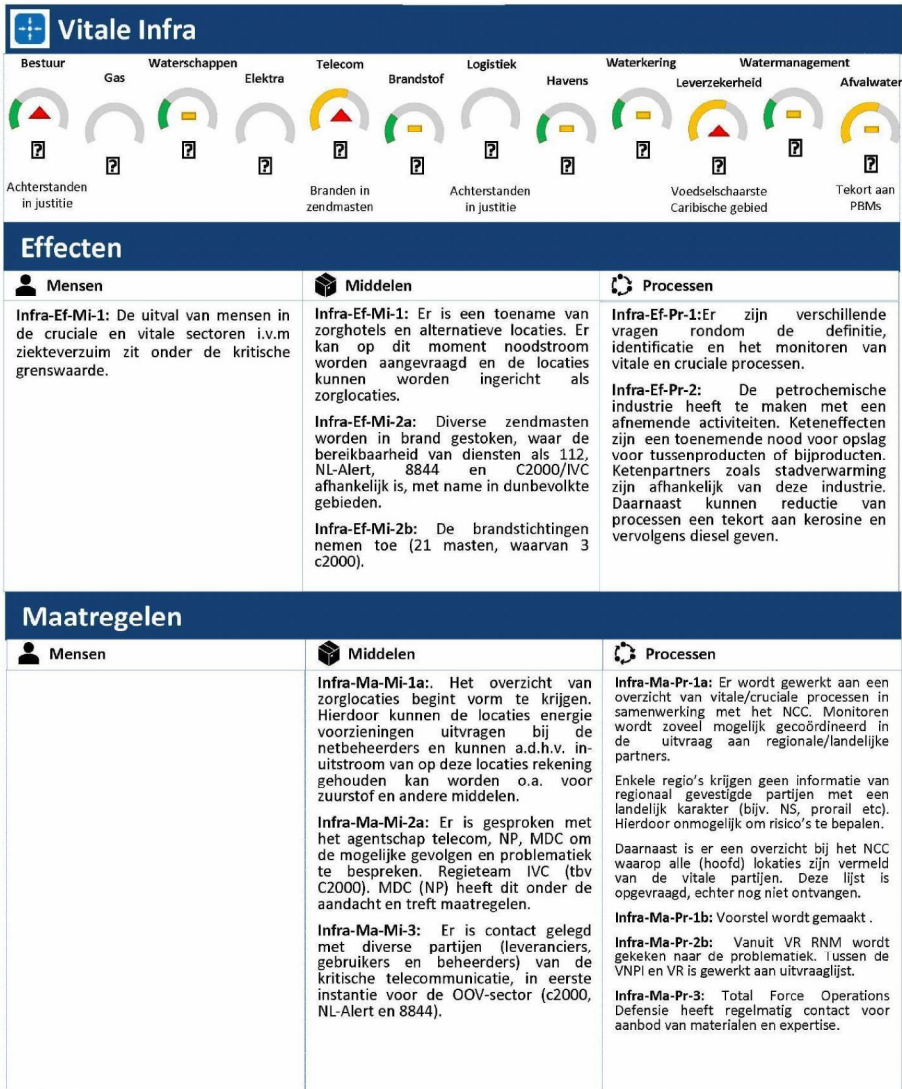 Vitale Infra
Bestuur
Gas
Waterschappen
Elektra
Telecom
Brandstof
Logistiek
Havens
Waterkering
Leverzekerheid
Watermanagement
Afvalwater
?
?
?
?
?
?
?
?
?
?
?
?
Achterstanden
in justitie
Branden in
zendmasten
Achterstanden
in justitie
Voedselschaarste
Caribische gebied
Tekort aan
PBMs
Effecten
Mensen
Infra-Ef-Mi-1: De uitval van mensen in
de cruciale en vitale sectoren i.v.m
ziekteverzuim zit onder de kritische
grenswaarde.
Middelen
Infra-Ef-Mi-1: Er is een toename van
zorghotels en alternatieve locaties. Er
kan op dit moment noodstroom
worden aangevraagd en de locaties
kunnen worden ingericht als
zorglocaties.
Infra-Ef-Mi-2a: Diverse zendmasten
worden in brand gestoken, waar de
bereikbaarheid van diensten als 112,
NL-Alert, 8844 en C2000/IVC
afhankelijk is, met name in dunbevolkte
gebieden.
Infra-Ef-Mi-2b: De brandstichtingen
nemen toe (21 masten, waarvan 3
c2000).
Processen
Infra-Ef-Pr-1:Er zijn verschillende
vragen rondom de definitie,
identificatie en het monitoren van
vitale en cruciale processen.
Infra-Ef-Pr-2: De petrochemische
industrie heeft te maken met een
afnemende activiteiten. Keteneffecten
zijn een toenemende nood voor opslag
voor tussenproducten of bijproducten.
Ketenpartners zoals stadverwarming
zijn afhankelijk van deze industrie.
Daarnaast kunnen reductie van
processen een tekort aan kerosine en
vervolgens diesel geven.
Maatregelen
Mensen
Middelen
Infra-Ma-Mi-1a:. Het overzicht van
zorglocaties begint vorm te krijgen.
Hierdoor kunnen de locaties energie
voorzieningen uitvragen bij de
netbeheerders en kunnen a.d.h.v. in-
uitstroom van op deze locaties rekening
gehouden kan worden o.a. voor
zuurstof en andere middelen.
Infra-Ma-Mi-2a: Er is gesproken met
het agentschap telecom, NP, MDC om
de mogelijke gevolgen en problematiek
te bespreken. Regieteam IVC (tbv
C2000). MDC (NP) heeft dit onder de
aandacht en treft maatregelen.
Infra-Ma-Mi-3: Er is contact gelegd
met diverse partijen (leveranciers,
gebruikers en beheerders) van de
kritische telecommunicatie, in eerste
instantie voor de OOV-sector (c2000,
NL-Alert en 8844).
Processen
Infra-Ma-Pr-1a: Er wordt gewerkt aan een
overzicht van vitale/cruciale processen in
samenwerking met het NCC. Monitoren
wordt zoveel mogelijk gecoördineerd in
de uitvraag aan regionale/landelijke
partners.
Enkele regio's krijgen geen informatie van
regionaal gevestigde partijen met een
landelijk karakter (bijv. NS, prorail etc).
Hierdoor onmogelijk om risico's te bepalen.
Daarnaast is er een overzicht bij het NCC
waarop alle (hoofd) lokaties zijn vermeld
van de vitale partijen. Deze lijst is
opgevraagd, echter nog niet ontvangen.
Infra-Ma-Pr-1b: Voorstel wordt gemaakt .
Infra-Ma-Pr-2b: Vanuit VR RNM wordt
gekeken naar de problematiek. Tussen de
VNPI en VR is gewerkt aan uitvraaglijst.
Infra-Ma-Pr-3: Total Force Operations
Defensie heeft regelmatig contact voor
aanbod van materialen en expertise.